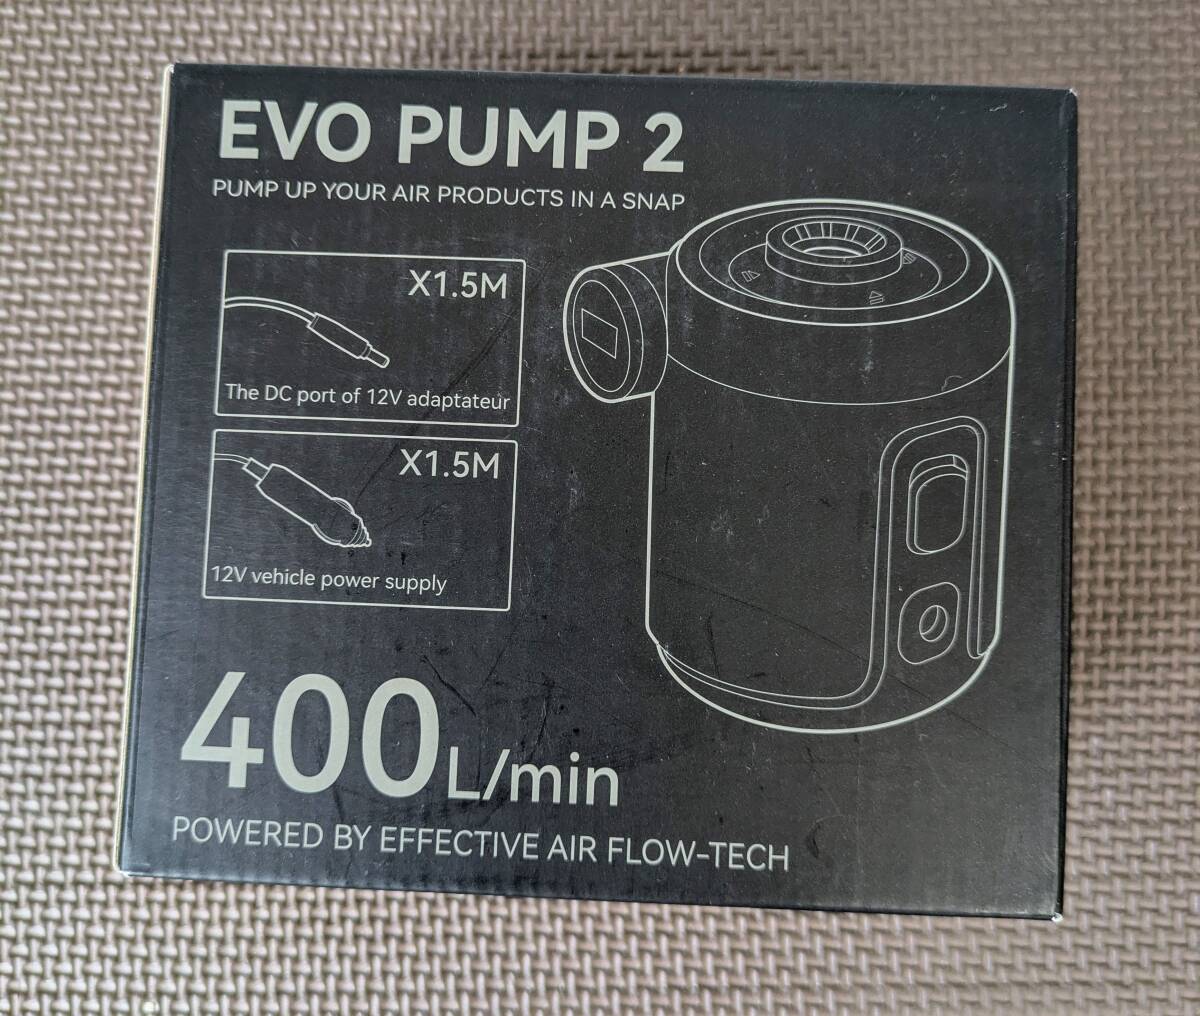 EVO PUMP 2
PUMP UP YOUR AIR PRODUCTS IN A SNAP
X1.5M
The DC port of 12V adaptateur
X1.5M
12V vehicle power supply
400L/min
POWERED BY EFFECTIVE AIR FLOW-TECH